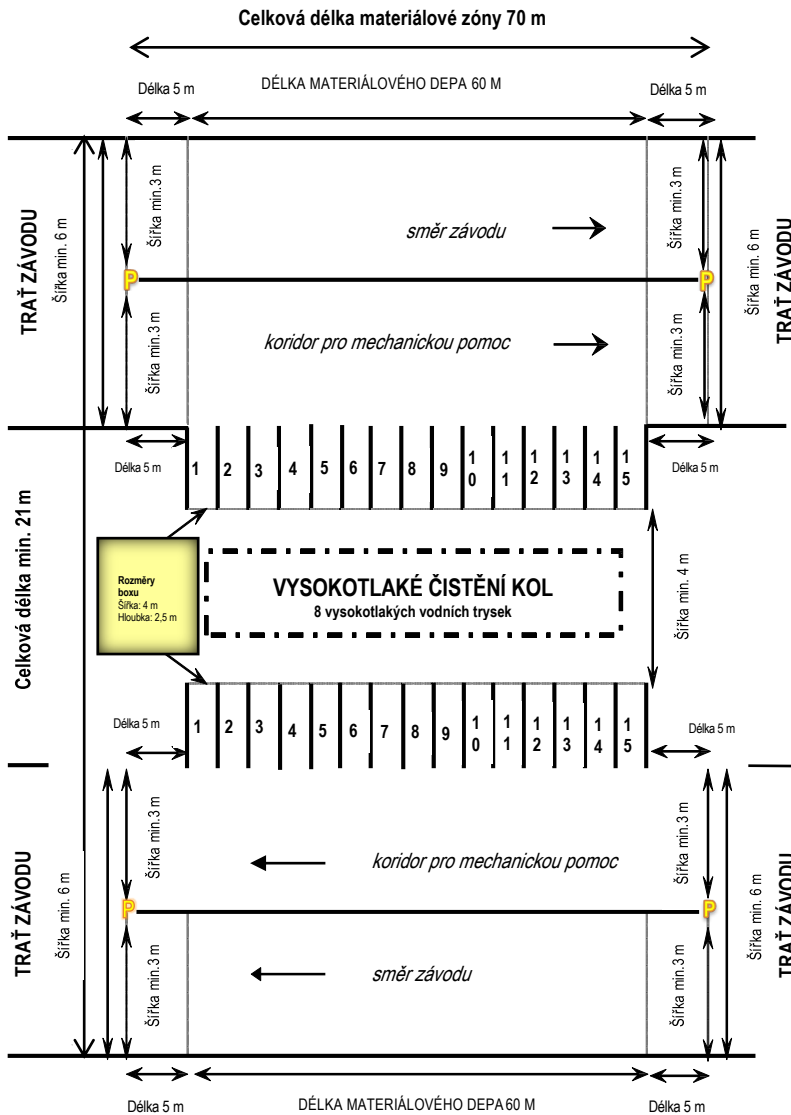 Celková délka materiálové zóny 70 m
Délka 5 m
DÉLKA MATERIÁLOVÉHO DEPA 60 M
Délka 5 m
TRAŤ ZÁVODU
Šířka min. 6 m
Šířka min.3 m
Šířka min.3 m
směr závodu
P
P
koridor pro mechanickou pomoc
Šířka min.3 m
Šířka min.3 m
Šířka min. 6 m
TRAŤ ZÁVODU
Délka 5 m
1 2 3 4 5 6 7 8 9 10 11 12 13 14 15
Délka 5 m
Celková délka min. 21 m
Rozměry
boxu
Šířka: 4 m
Hloubka: 2,5 m
VYSOKOTLAKÉ ČISTĚNÍ KOL
8 vysokotlakých vodních trysek
Šířka min. 4 m
Délka 5 m
1 2 3 4 5 6 7 8 9 10 11 12 13 14 15
Délka 5 m
TRAŤ ZÁVODU
Šířka min. 6 m
Šířka min.3 m
Šířka min.3 m
koridor pro mechanickou pomoc
P
P
směr závodu
Šířka min.3 m
Šířka min.3 m
Šířka min. 6 m
TRAŤ ZÁVODU
Délka 5 m
DÉLKA MATERIÁLOVÉHO DEPA 60 M
Délka 5 m